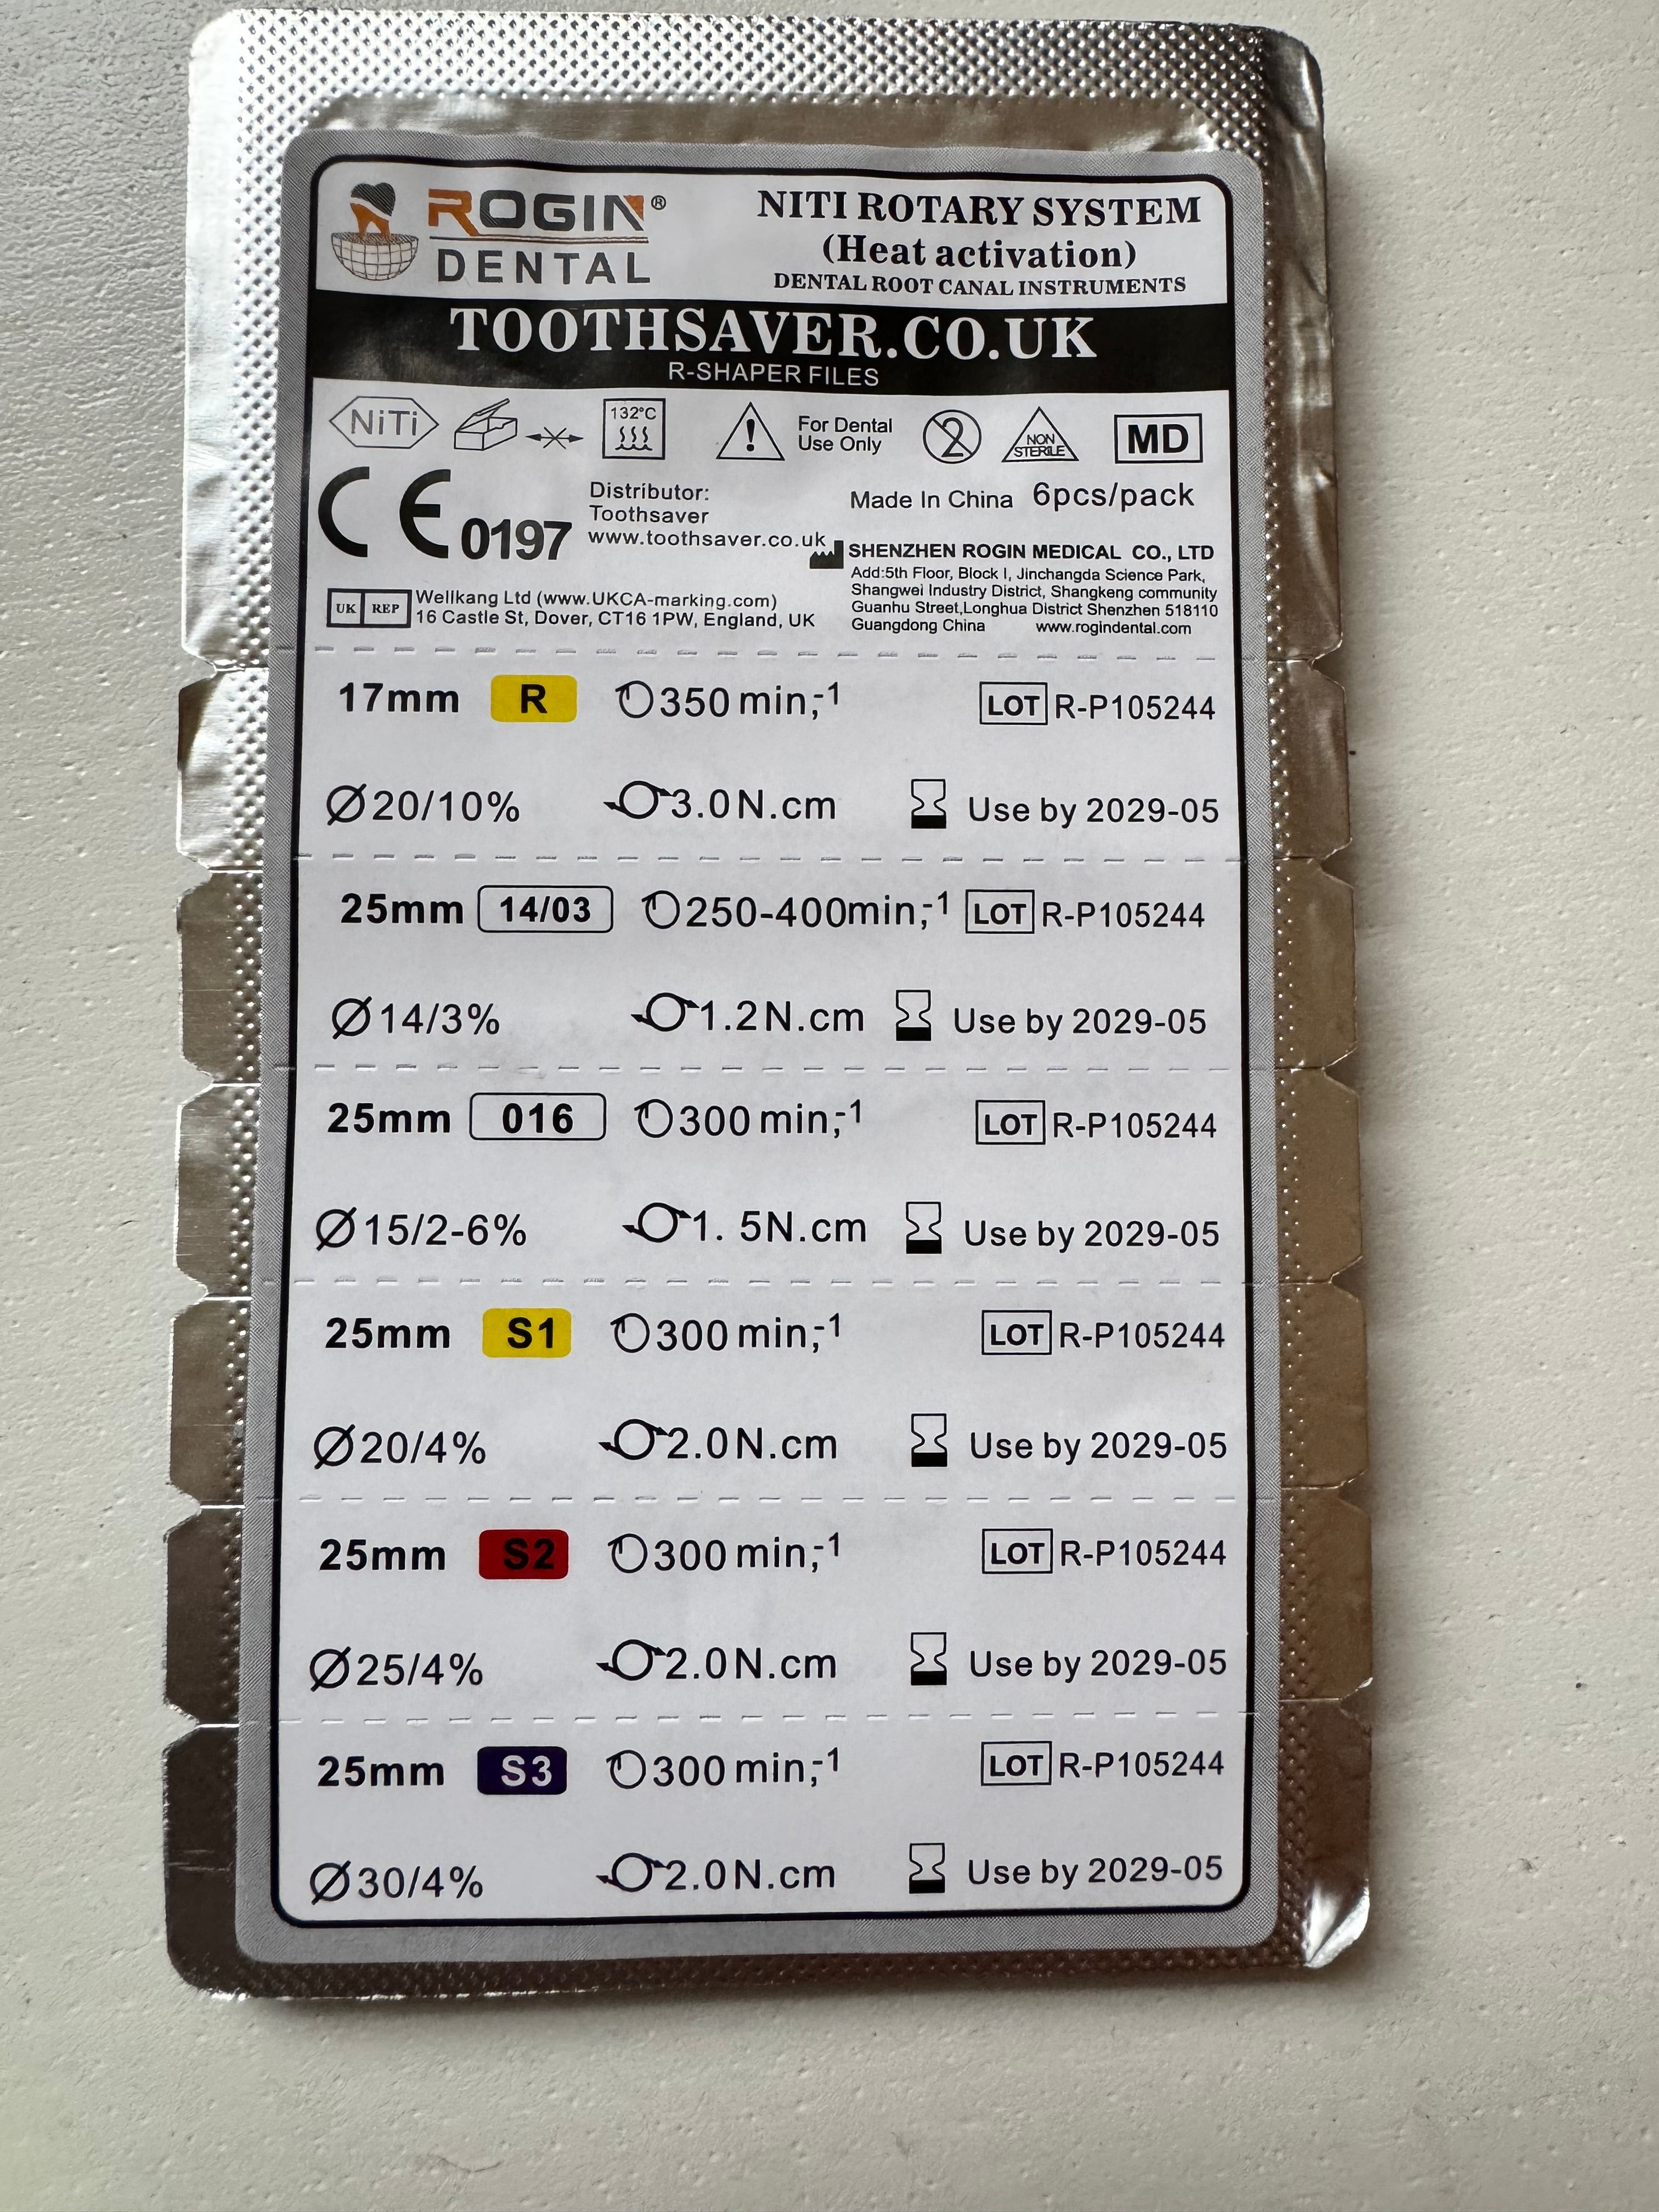 ROGIN®
DENTAL
NITI ROTARY SYSTEM
(Heat activation)
DENTAL ROOT CANAL INSTRUMENTS
TOOTHSAVER.CO.UK
R-SHAPER FILES
NiTi
132°C
For Dental
Use Only
2
NON
STERILE
MD
CE 0197
Distributor:
Toothsaver
www.toothsaver.co.uk
Made In China 6pcs/pack
SHENZHEN ROGIN MEDICAL CO., LTD
Add:5th Floor, Block I, Jinchangda Science Park,
Shangwei Industry District, Shangkeng community
Guanhu Street,Longhua District Shenzhen 518110
Guangdong China www.rogindental.com
UK REP
Wellkang Ltd (www.UKCA-marking.com)
16 Castle St, Dover, CT16 1PW, England, UK
17mm R 350 min;-1 LOT R-P105244
Ø20/10% 3.0N.cm Use by 2029-05
25mm 14/03 250-400min;-1 LOT R-P105244
Ø14/3% 1.2N.cm Use by 2029-05
25mm 016 300 min;-1 LOT R-P105244
Ø15/2-6% 1. 5N.cm Use by 2029-05
25mm S1 300 min;-1 LOT R-P105244
Ø20/4% 2.0N.cm Use by 2029-05
25mm S2 300 min;-1 LOT R-P105244
Ø25/4% 2.0N.cm Use by 2029-05
25mm S3 300 min;-1 LOT R-P105244
Ø30/4% 2.0N.cm Use by 2029-05